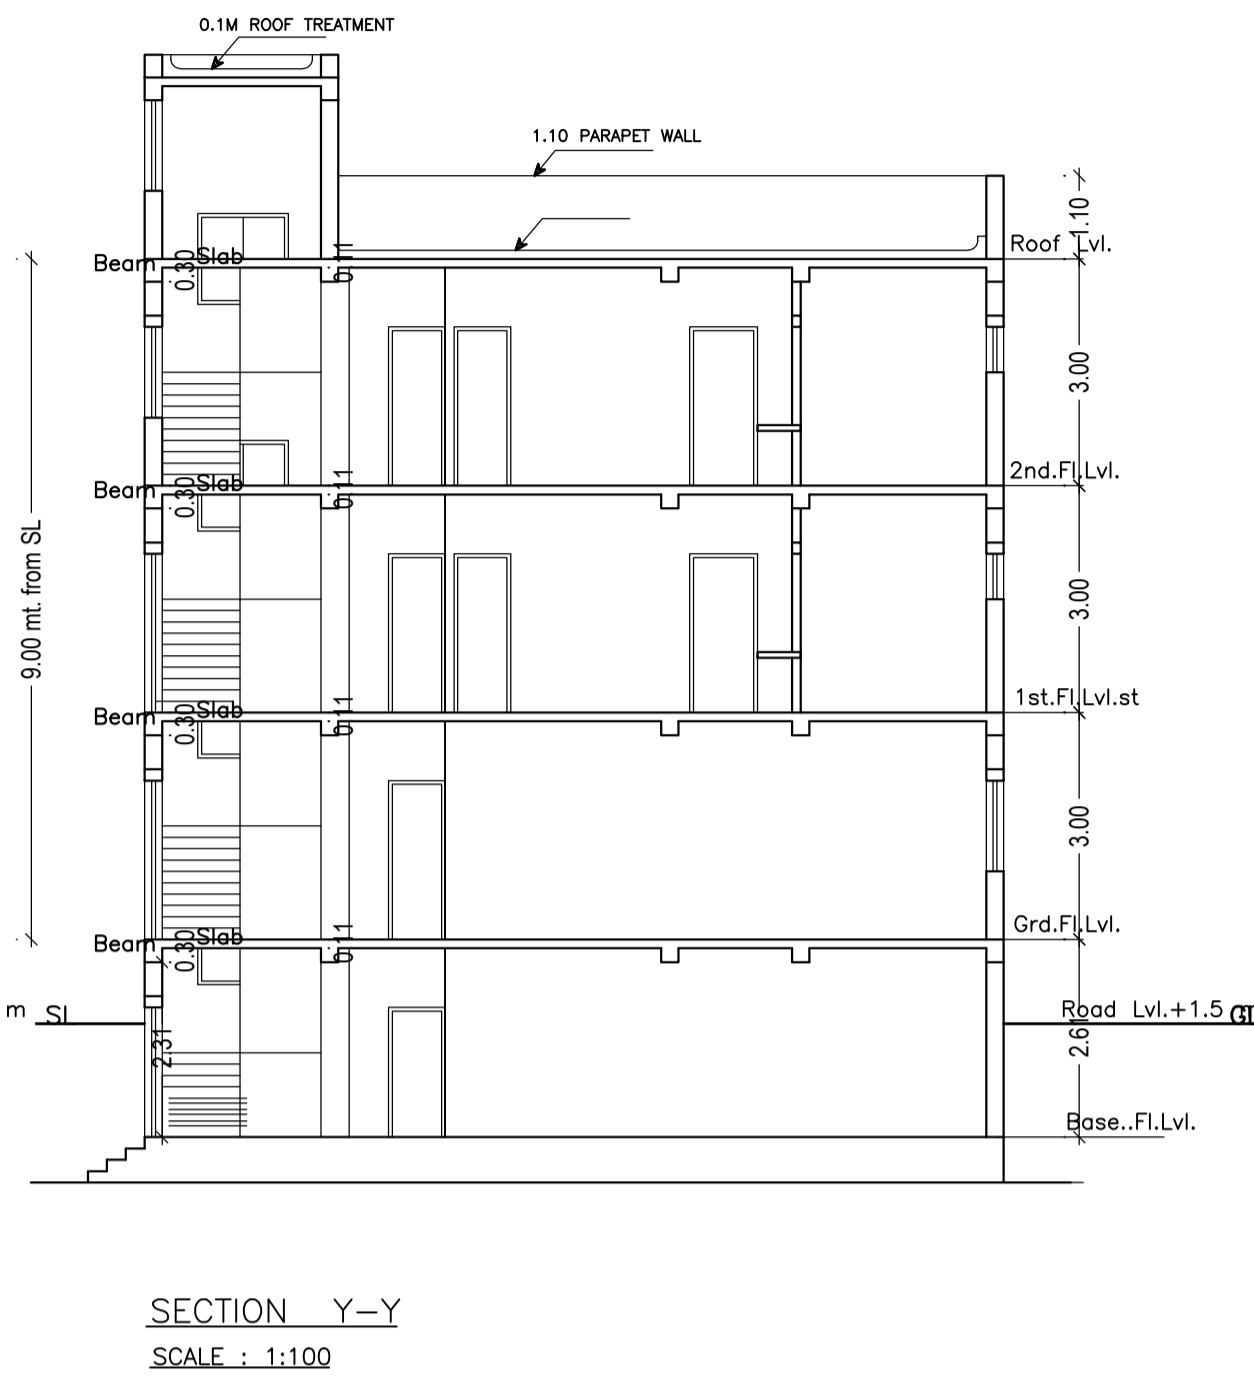 0.1M ROOF TREATMENT
1.10 PARAPET WALL
1.10
Roof Lvl.
Beam 0.30 Slab 0.11
3.00
2nd.Fl.Lvl.
Beam 0.30 Slab 0.11
9.00 mt. from SL
3.00
1st.Fl.Lvl.st
Beam 0.30 Slab 0.11
3.00
Grd.Fl.Lvl.
Beam 0.30 Slab 0.11
m SL
Road Lvl.+1.5
2.31
2.61
Base..Fl.Lvl.
SECTION Y-Y
SCALE : 1:100